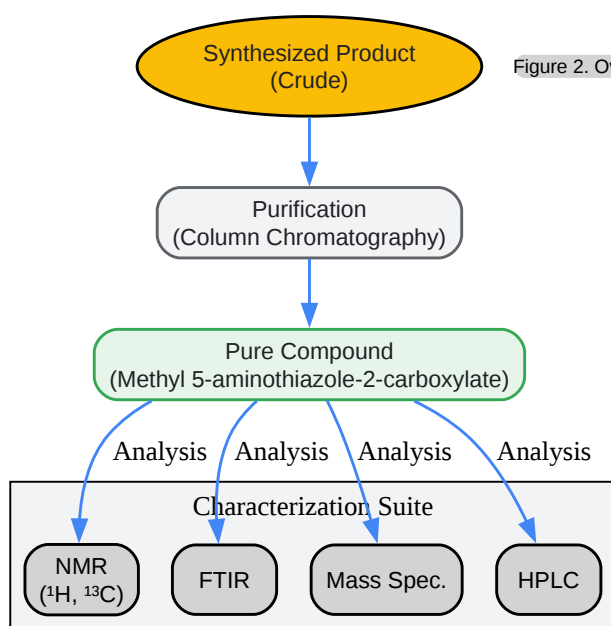 Synthesized Product
(Crude)
Figure 2. Ov
Purification
(Column Chromatography)
Pure Compound
(Methyl 5-aminothiazole-2-carboxylate)
Analysis
Analysis
Analysis
Analysis
Characterization Suite
NMR
(¹H, ¹³C)
FTIR
Mass Spec.
HPLC